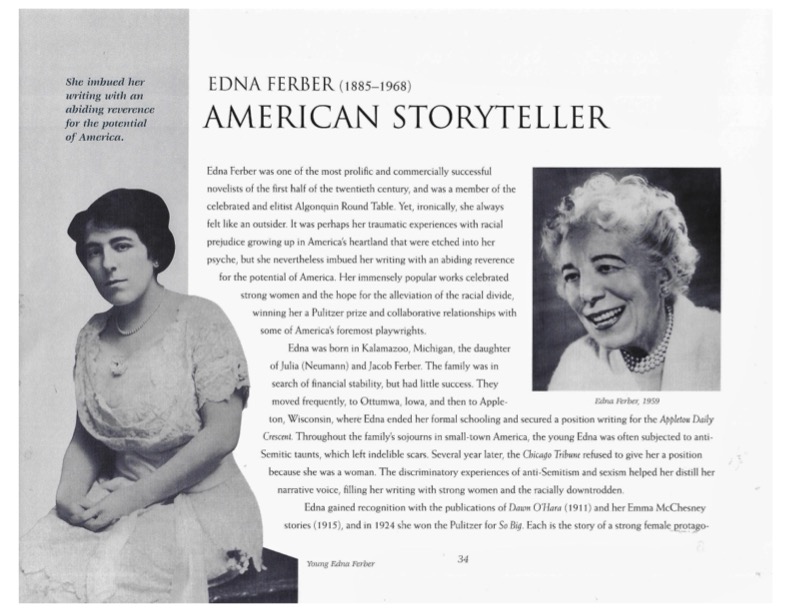 She imbued her
writing with an
abiding reverence
for the potential
of America.
EDNA FERBER (1885–1968)
AMERICAN STORYTELLER
Edna Ferber was one of the most prolific and commercially successful
novelists of the first half of the twentieth century, and was a member of the
celebrated and elitist Algonquin Round Table. Yet, ironically, she always
felt like an outsider. It was perhaps her traumatic experiences with racial
prejudice growing up in America's heartland that were etched into her
psyche, but she nevertheless imbued her writing with an abiding reverence
for the potential of America. Her immensely popular works celebrated
strong women and the hope for the alleviation of the racial divide,
winning her a Pulitzer prize and collaborative relationships with
some of America's foremost playwrights.
Edna was born in Kalamazoo, Michigan, the daughter
of Julia (Neumann) and Jacob Ferber. The family was in
search of financial stability, but had little success. They
moved frequently, to Ottumwa, Iowa, and then to Apple-
ton, Wisconsin, where Edna ended her formal schooling and secured a position writing for the Appleton Daily
Crescent. Throughout the family's sojourns in small-town America, the young Edna was often subjected to anti-
Semitic taunts, which left indelible scars. Several year later, the Chicago Tribune refused to give her a position
because she was a woman. The discriminatory experiences of anti-Semitism and sexism helped her distill her
narrative voice, filling her writing with strong women and the racially downtrodden.
Edna gained recognition with the publications of Dawn O'Hara (1911) and her Emma McChesney
stories (1915), and in 1924 she won the Pulitzer for So Big. Each is the story of a strong female protago-
Edna Ferber, 1959
Young Edna Ferber
34